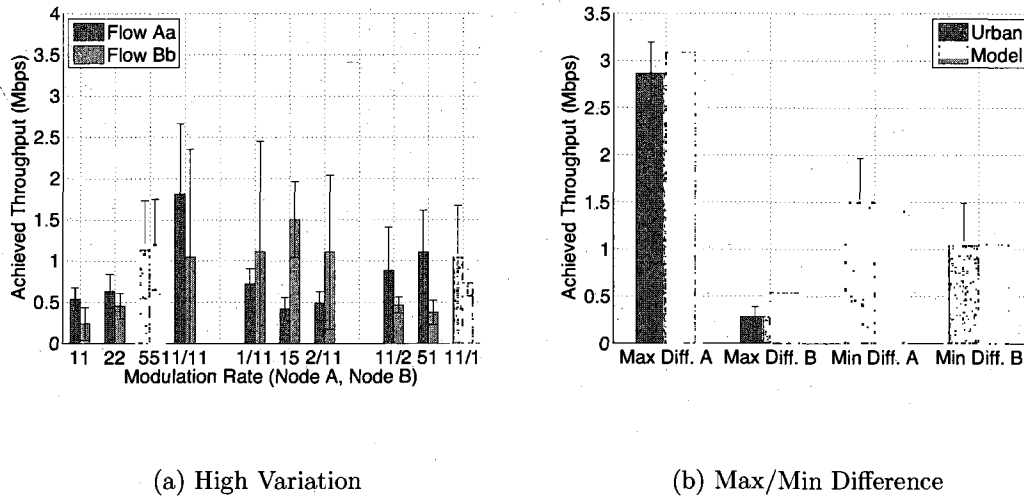 4
3.5
3
2.5
2
1.5
1
0.5
0
Achieved Throughput (Mbps)
Flow Aa
Flow Bb
11 22 5511/11 1/11 15 2/11 11/2 51 11/1
Modulation Rate (Node A, Node B)
(a) High Variation
3.5
3
2.5
2
1.5
1
0.5
0
Achieved Throughput (Mbps)
Urban
Model
Max Diff. A Max Diff. B Min Diff. A Min Diff. B
(b) Max/Min Difference